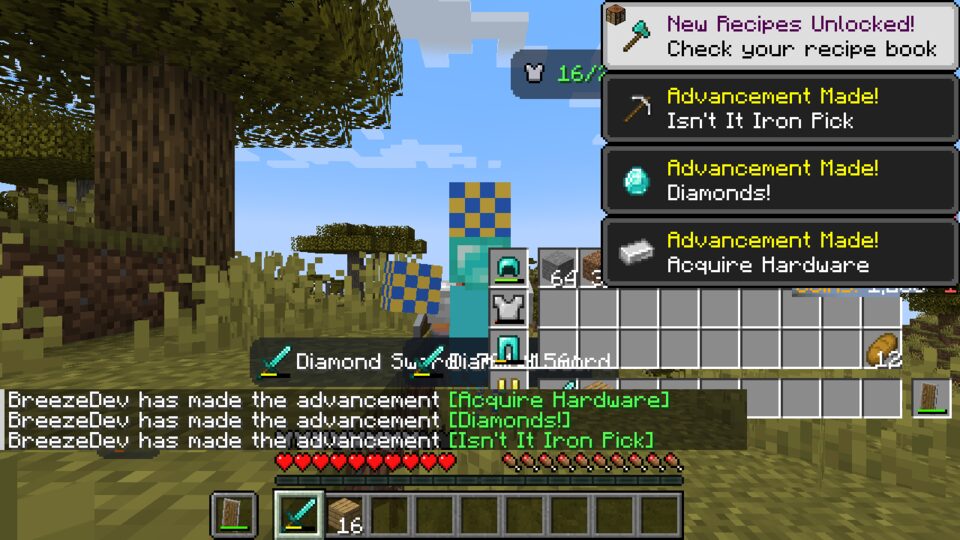 New Recipes Unlocked!
Check your recipe book
16/
Advancement Made!
Isn't It Iron Pick
Advancement Made!
Diamonds!
Advancement Made!
Acquire Hardware
64
12
Diamond
BreezeDev has made the advancement [Acquire Hardware]
BreezeDev has made the advancement [Diamonds!]
BreezeDev has made the advancement [Isn't It Iron Pick]
16